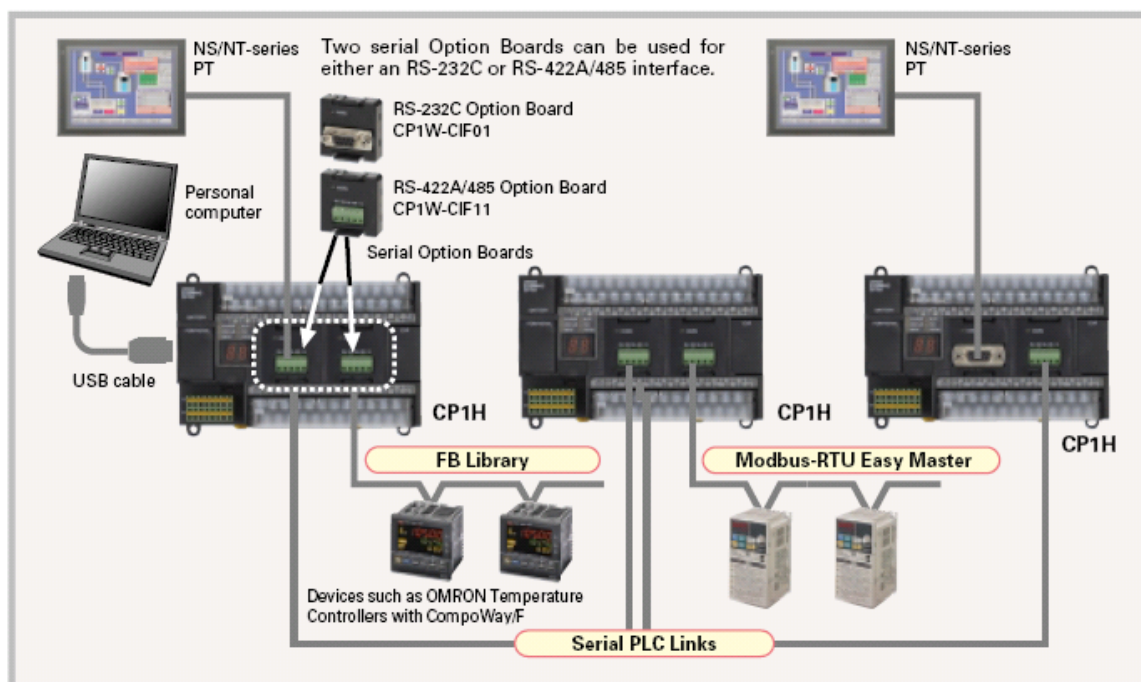 NS/NT-series
PT
Two serial Option Boards can be used for
either an RS-232C or RS-422A/485 interface.
NS/NT-series
PT
RS-232C Option Board
CP1W-CIF01
RS-422A/485 Option Board
CP1W-CIF11
Personal
computer
Serial Option Boards
USB cable
CP1H
CP1H
CP1H
FB Library
Modbus-RTU Easy Master
Devices such as OMRON Temperature
Controllers with CompoWay/F
Serial PLC Links